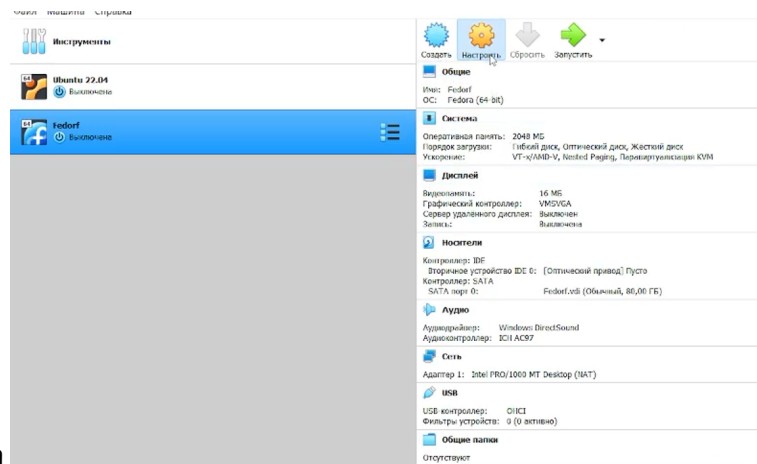 Файл Машина Справка
Инструменты
Создать Настроить Сбросить Запустить
64
Ubuntu 22.04
Выключена
64
Fedorf
Выключена
Общие
Имя: Fedorf
ОС: Fedora (64-bit)
Система
Оперативная память: 2048 МБ
Порядок загрузки: Гибкий диск, Оптический диск, Жесткий диск
Ускорение: VT-x/AMD-V, Nested Paging, Паравиртуализация KVM
Дисплей
Видеопамять: 16 МБ
Графический контроллер: VMSVGA
Сервер удаленного дисплея: Выключен
Запись: Выключена
Носители
Контроллер: IDE
Вторичное устройство IDE 0: [Оптический привод] Пусто
Контроллер: SATA
SATA порт 0: Fedorf.vdi (Обычный, 80,00 ГБ)
Аудио
Аудиодрайвер: Windows DirectSound
Аудиоконтроллер: ICH AC97
Сеть
Адаптер 1: Intel PRO/1000 MT Desktop (NAT)
USB
USB контроллер: OHCI
Фильтры устройств: 0 (0 активно)
Общие папки
Отсутствуют